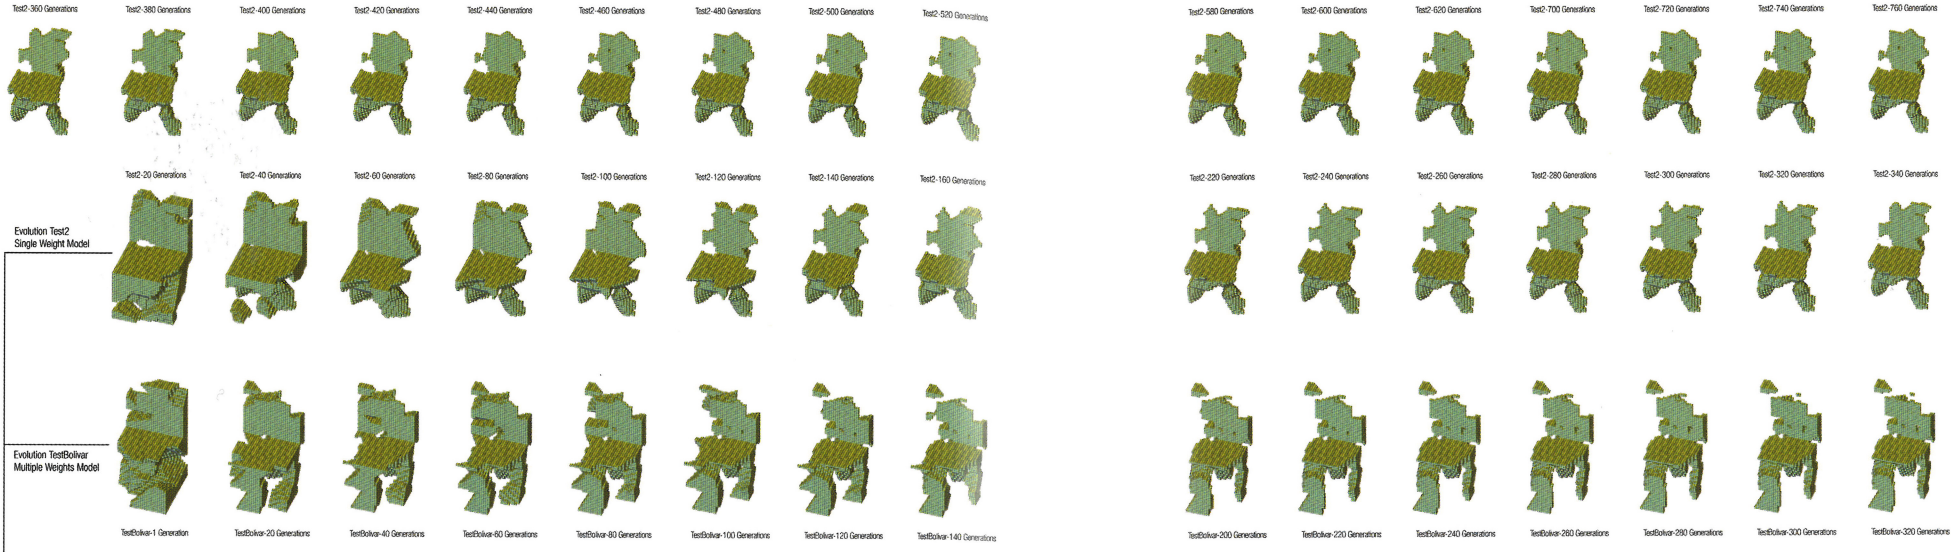 Test2-360 Generations
Test2-380 Generations
Test2-400 Generations
Test2-420 Generations
Test2-440 Generations
Test2-460 Generations
Test2-480 Generations
Test2-500 Generations
Test2-520 Generations
Test2-580 Generations
Test2-600 Generations
Test2-620 Generations
Test2-700 Generations
Test2-720 Generations
Test2-740 Generations
Test2-760 Generations
Test2-20 Generations
Test2-40 Generations
Test2-60 Generations
Test2-80 Generations
Test2-100 Generations
Test2-120 Generations
Test2-140 Generations
Test2-160 Generations
Test2-220 Generations
Test2-240 Generations
Test2-260 Generations
Test2-280 Generations
Test2-300 Generations
Test2-320 Generations
Test2-340 Generations
Evolution Test2
Single Weight Model
Evolution TestBolivar
Multiple Weights Model
TestBolivar-1 Generation
TestBolivar-20 Generations
TestBolivar-40 Generations
TestBolivar-60 Generations
TestBolivar-80 Generations
TestBolivar-100 Generations
TestBolivar-120 Generations
TestBolivar-140 Generations
TestBolivar-200 Generations
TestBolivar-220 Generations
TestBolivar-240 Generations
TestBolivar-260 Generations
TestBolivar-280 Generations
TestBolivar-300 Generations
TestBolivar-320 Generations